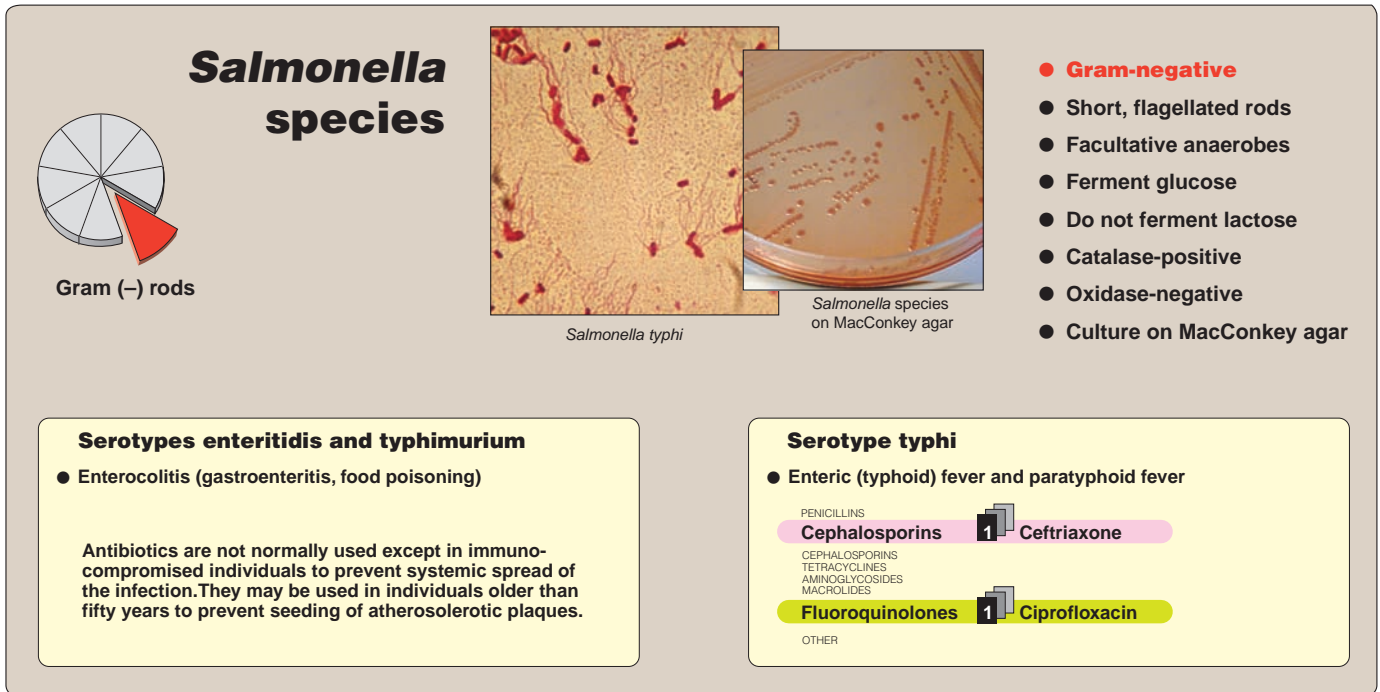 Salmonella
species
Gram (–) rods
Salmonella typhi
Salmonella species
on MacConkey agar
● Gram-negative
● Short, flagellated rods
● Facultative anaerobes
● Ferment glucose
● Do not ferment lactose
● Catalase-positive
● Oxidase-negative
● Culture on MacConkey agar
Serotypes enteritidis and typhimurium
● Enterocolitis (gastroenteritis, food poisoning)
Antibiotics are not normally used except in immuno-
compromised individuals to prevent systemic spread of
the infection.They may be used in individuals older than
fifty years to prevent seeding of atherosolerotic plaques.
Serotype typhi
● Enteric (typhoid) fever and paratyphoid fever
PENICILLINS
Cephalosporins 1 Ceftriaxone
CEPHALOSPORINS
TETRACYCLINES
AMINOGLYCOSIDES
MACROLIDES
Fluoroquinolones 1 Ciprofloxacin
OTHER